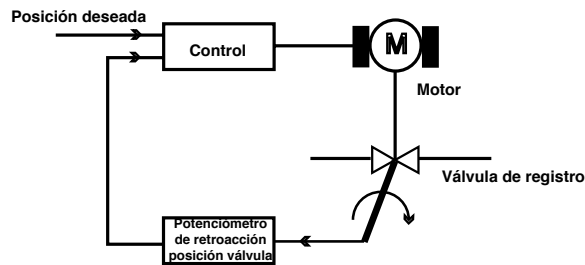 Posición deseada
Control
M
Motor
Válvula de registro
Potenciómetro
de retroacción
posición válvula